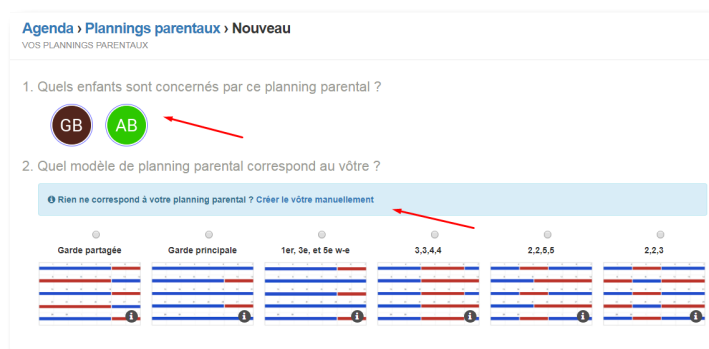 Agenda › Plannings parentaux › Nouveau
VOS PLANNINGS PARENTAUX
1. Quels enfants sont concernés par ce planning parental ?
GB AB
2. Quel modèle de planning parental correspond au vôtre ?
Rien ne correspond à votre planning parental ? Créer le vôtre manuellement
Garde partagée Garde principale 1er, 3e, et 5e w-e 3,3,4,4 2,2,5,5 2,2,3